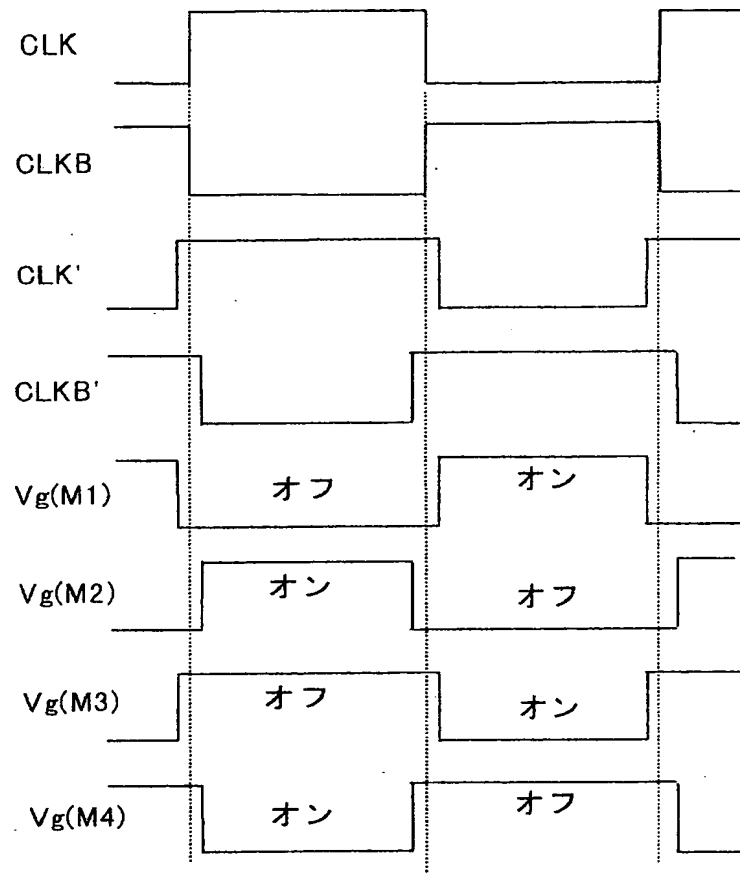 CLK
CLKB
CLK'
CLKB'
Vg(M1) オフ オン
Vg(M2) オン オフ
Vg(M3) オフ オン
Vg(M4) オン オフ